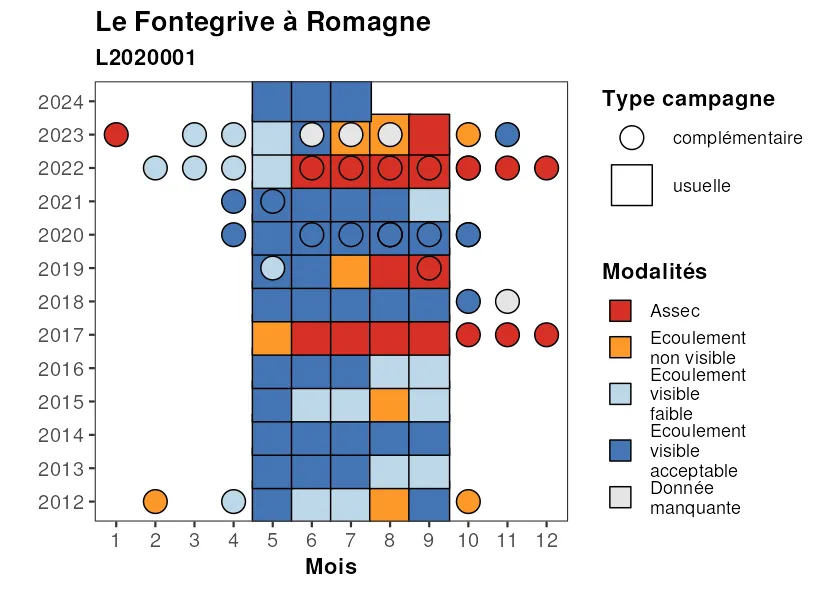 Le Fontegrive à Romagne
L2020001
2024
2023
2022
2021
2020
2019
2018
2017
2016
2015
2014
2013
2012
1 2 3 4 5 6 7 8 9 10 11 12
Mois
Type campagne
complémentaire
usuelle
Modalités
Assec
Ecoulement
non visible
Ecoulement
visible
faible
Ecoulement
visible
acceptable
Donnée
manquante